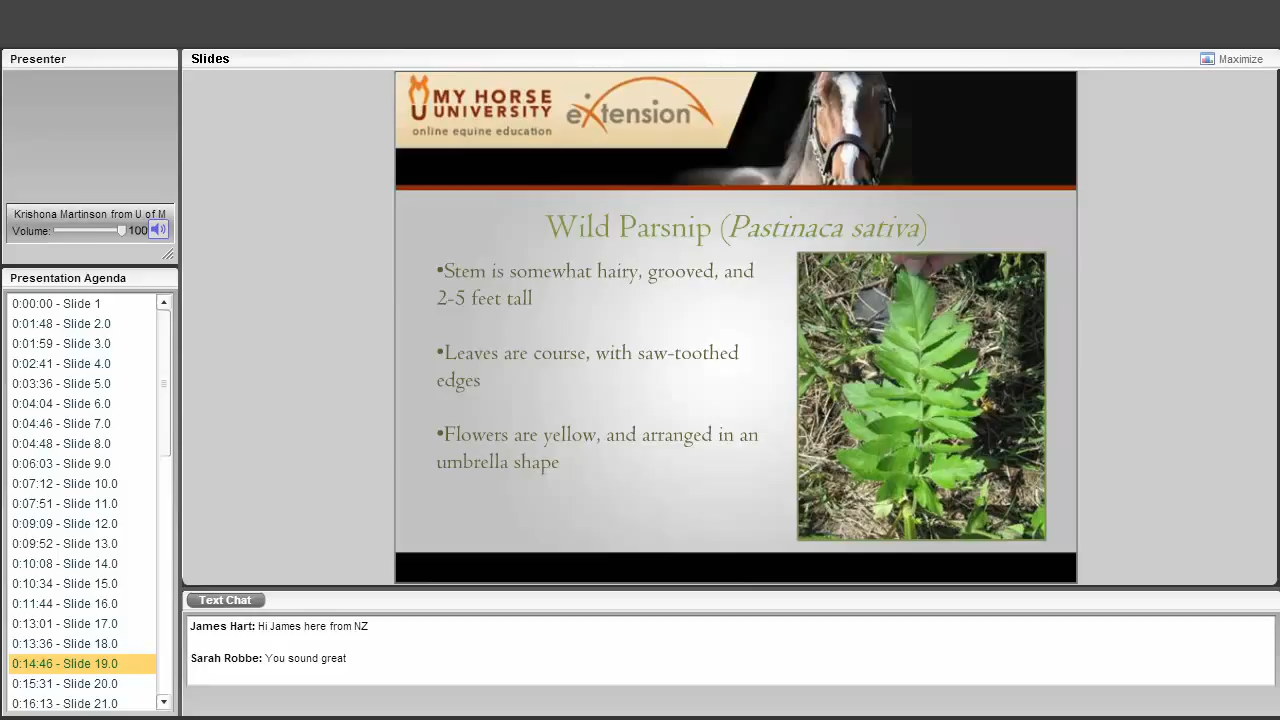 Presenter
Krishona Martinson from U of M
Volume: 100
Presentation Agenda
0:00:00 - Slide 1
0:01:48 - Slide 2.0
0:01:59 - Slide 3.0
0:02:41 - Slide 4.0
0:03:36 - Slide 5.0
0:04:04 - Slide 6.0
0:04:46 - Slide 7.0
0:04:48 - Slide 8.0
0:06:03 - Slide 9.0
0:07:12 - Slide 10.0
0:07:51 - Slide 11.0
0:09:09 - Slide 12.0
0:09:52 - Slide 13.0
0:10:08 - Slide 14.0
0:10:34 - Slide 15.0
0:11:44 - Slide 16.0
0:13:01 - Slide 17.0
0:13:36 - Slide 18.0
0:14:46 - Slide 19.0
0:15:31 - Slide 20.0
0:16:13 - Slide 21.0
Slides
Maximize
MY HORSE
UNIVERSITY
online equine education
eXtension
Wild Parsnip (Pastinaca sativa)
•Stem is somewhat hairy, grooved, and
2-5 feet tall
•Leaves are course, with saw-toothed
edges
•Flowers are yellow, and arranged in an
umbrella shape
Text Chat
James Hart: Hi James here from NZ
Sarah Robbe: You sound great